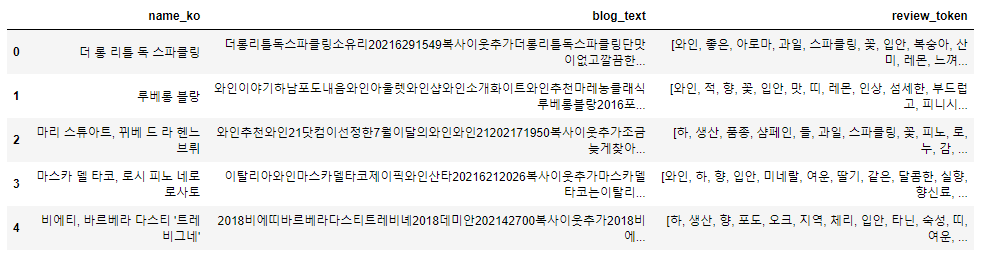 name_ko blog_text review_token
0 더 롱 리틀 독 스파클링 더롱리틀독스파클링소유리20216291549복사이웃추가더롱리틀독스파클링단맛 [와인, 좋은, 아로마, 과일, 스파클링, 꽃, 입안, 복숭아, 산
이없고깔끔한... 미, 레몬, 느껴...
1 루베롱 블랑 와인이야기하남포도내음와인아울렛와인샵와인소개화이트와인추천마레농클래식 [와인, 적, 향, 꽃, 입안, 맛, 띠, 레몬, 인상, 섬세한, 부드럽
루베롱블랑2016포... 고, 피니시...
2 마리 스튜아트, 뀌베 드 라 렌느 와인추천와인21닷컴이선정한7월이달의와인와인21202171950복사이웃추가조금 [하, 생산, 품종, 샴페인, 들, 과일, 스파클링, 꽃, 피노, 로,
브뤼 늦게찾아... 누, 감, ...
3 마스카 델 타코, 로시 피노 네로 이탈리아와인마스카델타코제이픽와인산타20216212026복사이웃추가마스카델 [와인, 하, 향, 입안, 미네랄, 여운, 딸기, 같은, 달콤한, 실향,
로사토 타코는이탈리... 향신료, ...
4 비에티, 바르베라 다스티 '트레 2018비에띠바르베라다스티트레비녜2018데미안202142700복사이웃추가2018비 [하, 생산, 향, 포도, 오크, 지역, 체리, 입안, 타닌, 숙성, 띠,
비그네' 에... 여운, ...